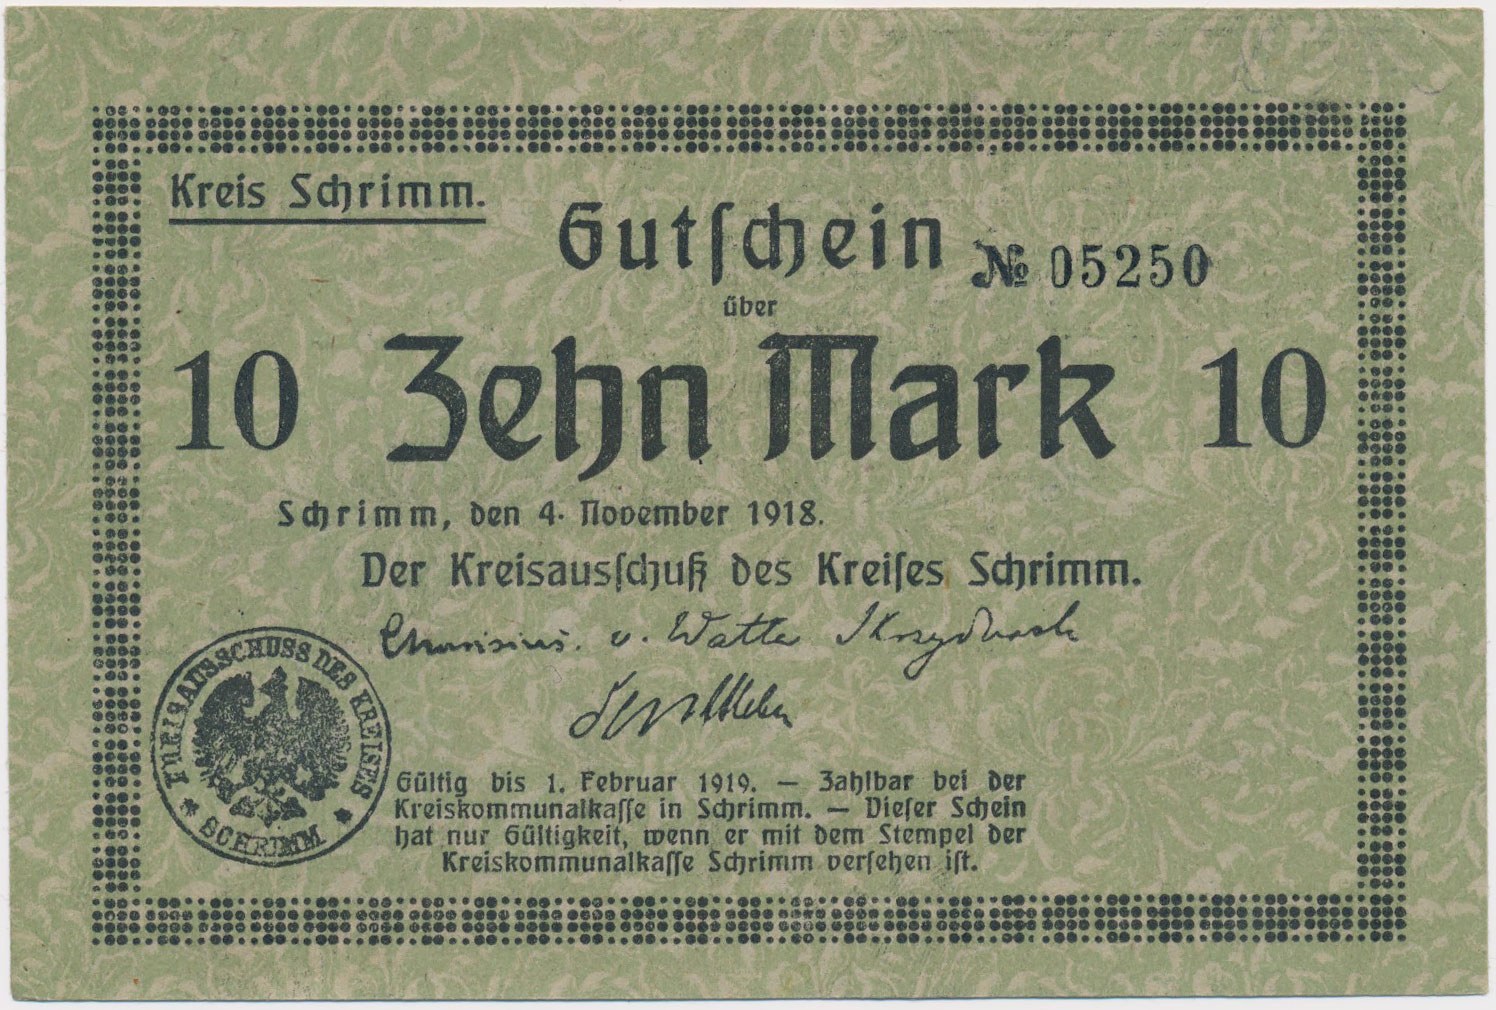 Kreis Schrimm.
Gutſchein
№ 05250
über
10 Zehn Mark 10
Schrimm, den 4. November 1918.
Der Kreisausſchuß des Kreiſes Schrimm.
v. Watta
KREISAUSSCHUSS DES KREISES
SCHRIMM
Gültig bis 1. Februar 1919. — Zahlbar bei der
Kreiskommunalkaſſe in Schrimm. — Dieſer Schein
hat nur Gültigkeit, wenn er mit dem Stempel der
Kreiskommunalkaſſe Schrimm verſehen iſt.